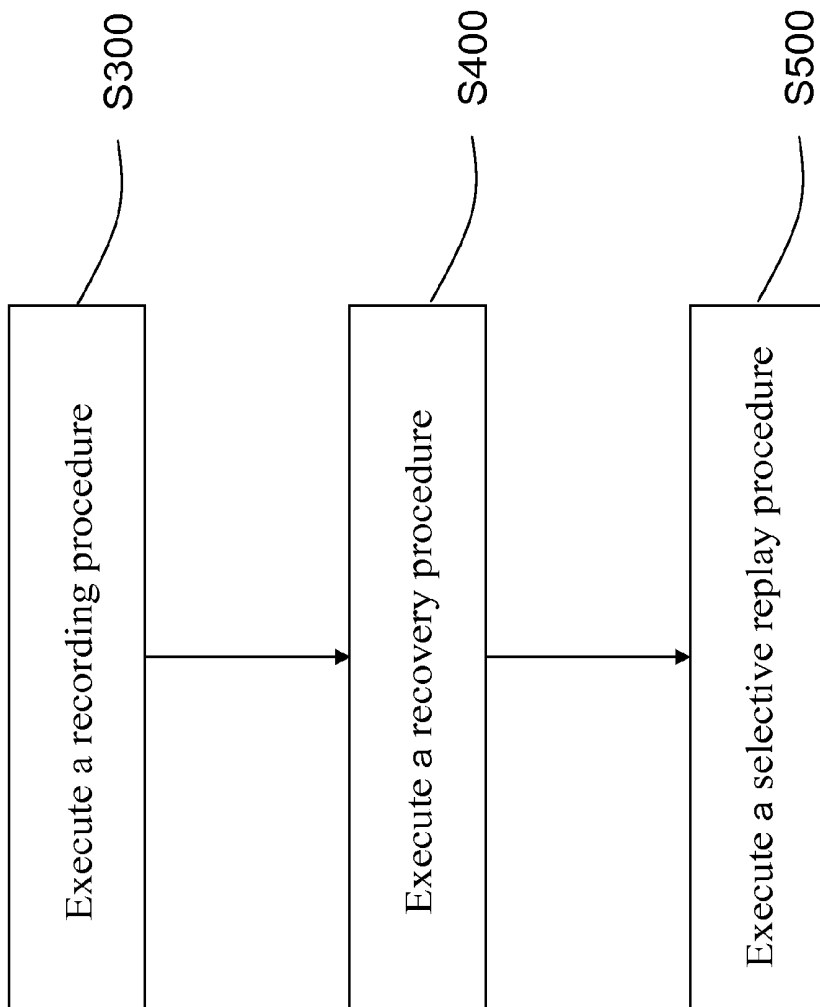 Execute a recording procedure
S300
Execute a recovery procedure
S400
Execute a selective replay procedure
S500